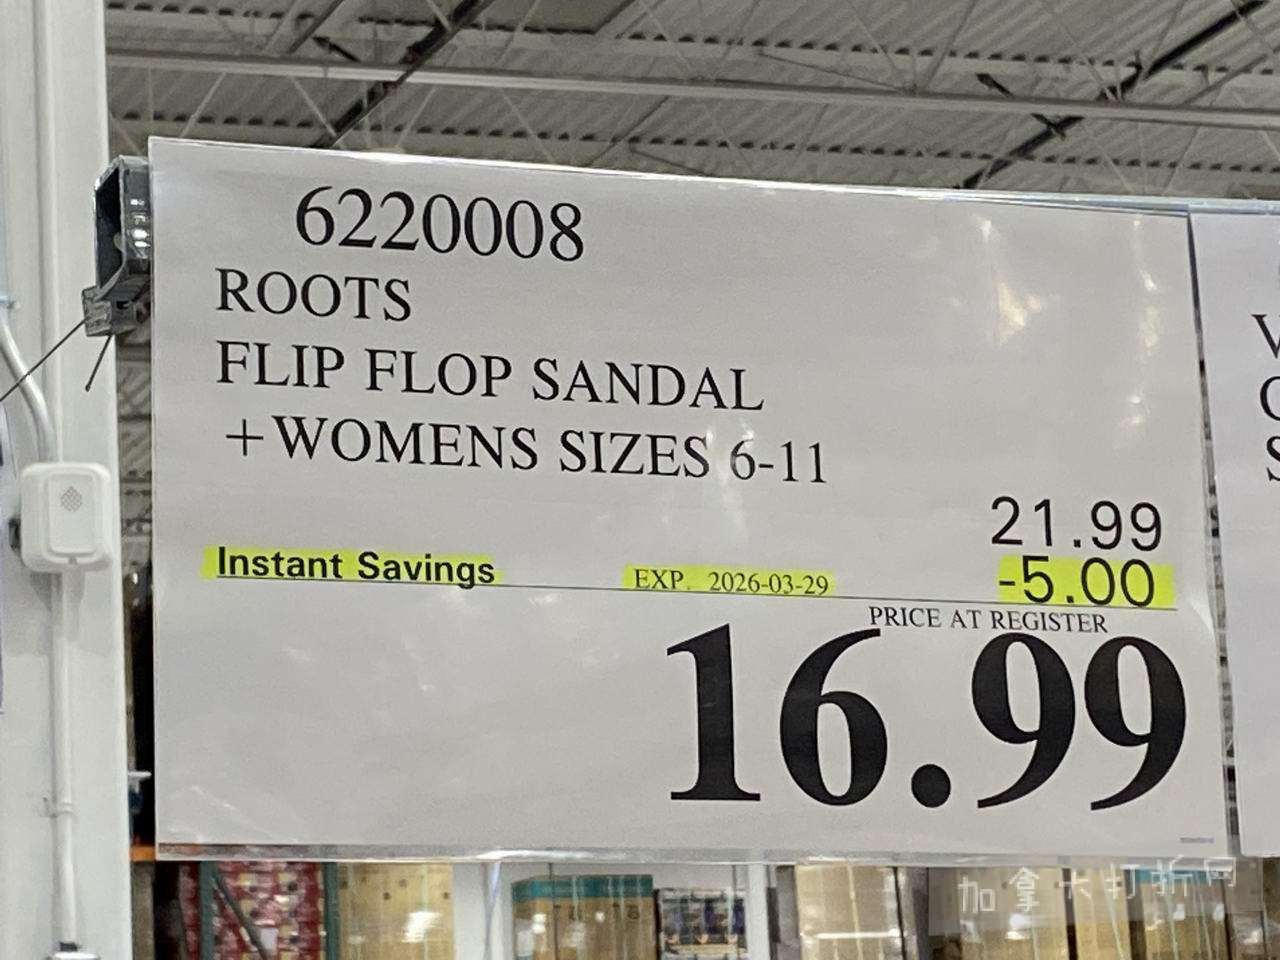 6220008
ROOTS
FLIP FLOP SANDAL
+WOMENS SIZES 6-11
21.99
Instant Savings EXP. 2026-03-29 -5.00
PRICE AT REGISTER
16.99
加拿大打折网